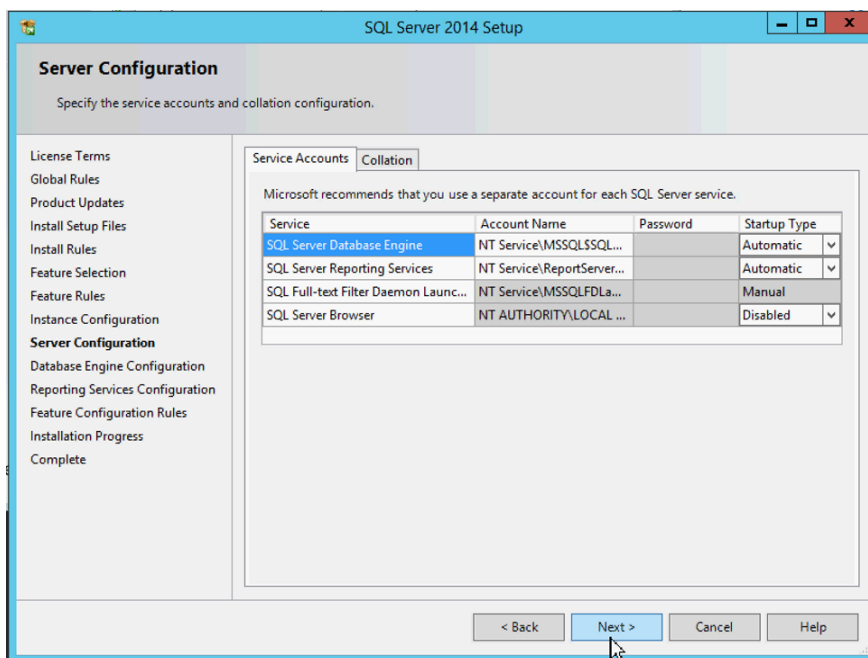 SQL Server 2014 Setup
Server Configuration
Specify the service accounts and collation configuration.
License Terms
Global Rules
Product Updates
Install Setup Files
Install Rules
Feature Selection
Feature Rules
Instance Configuration
Server Configuration
Database Engine Configuration
Reporting Services Configuration
Feature Configuration Rules
Installation Progress
Complete
Service Accounts Collation
Microsoft recommends that you use a separate account for each SQL Server service.
Service Account Name Password Startup Type
SQL Server Database Engine NT Service\MSSQL$SQL... Automatic
SQL Server Reporting Services NT Service\ReportServer... Automatic
SQL Full-text Filter Daemon Launc... NT Service\MSSQLFDLa... Manual
SQL Server Browser NT AUTHORITY\LOCAL ... Disabled
< Back Next > Cancel Help